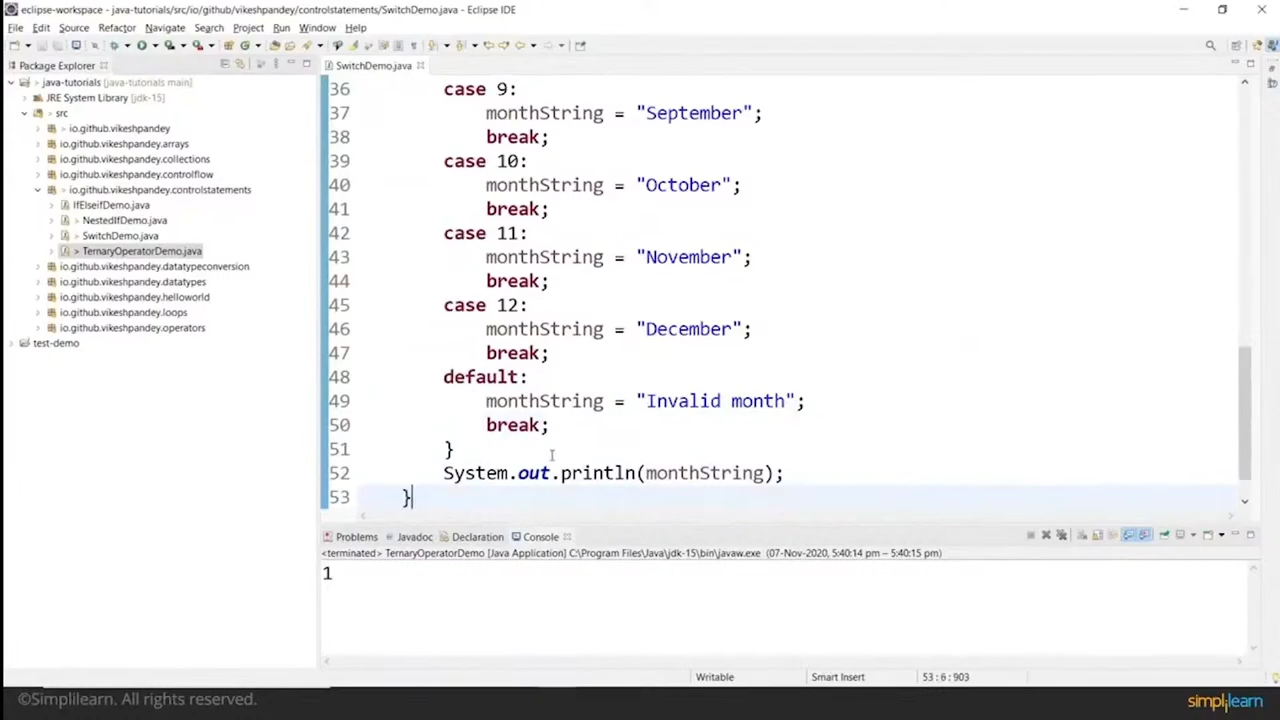 eclipse-workspace - java-tutorials/src/io/github/vikeshpandey/controlstatements/SwitchDemo.java - Eclipse IDE
File Edit Source Refactor Navigate Search Project Run Window Help
Package Explorer
SwitchDemo.java
> java-tutorials [java-tutorials main]
JRE System Library [jdk-15]
> src
> io.github.vikeshpandey
io.github.vikeshpandey.arrays
io.github.vikeshpandey.collections
io.github.vikeshpandey.controlflow
> io.github.vikeshpandey.controlstatements
IfElseifDemo.java
> NestedIfDemo.java
> SwitchDemo.java
> TernaryOperatorDemo.java
io.github.vikeshpandey.datatypeconversion
io.github.vikeshpandey.datatypes
io.github.vikeshpandey.helloworld
io.github.vikeshpandey.loops
io.github.vikeshpandey.operators
test-demo
36 case 9:
37 monthString = "September";
38 break;
39 case 10:
40 monthString = "October";
41 break;
42 case 11:
43 monthString = "November";
44 break;
45 case 12:
46 monthString = "December";
47 break;
48 default:
49 monthString = "Invalid month";
50 break;
51 }
52 System.out.println(monthString);
53 }
Problems Javadoc Declaration Console
<terminated> TernaryOperatorDemo [Java Application] C:\Program Files\Java\jdk-15\bin\javaw.exe (07-Nov-2020, 5:40:14 pm – 5:40:15 pm)
1
Writable Smart Insert 53 : 6 : 903
©Simplilearn. All rights reserved.
simplilearn